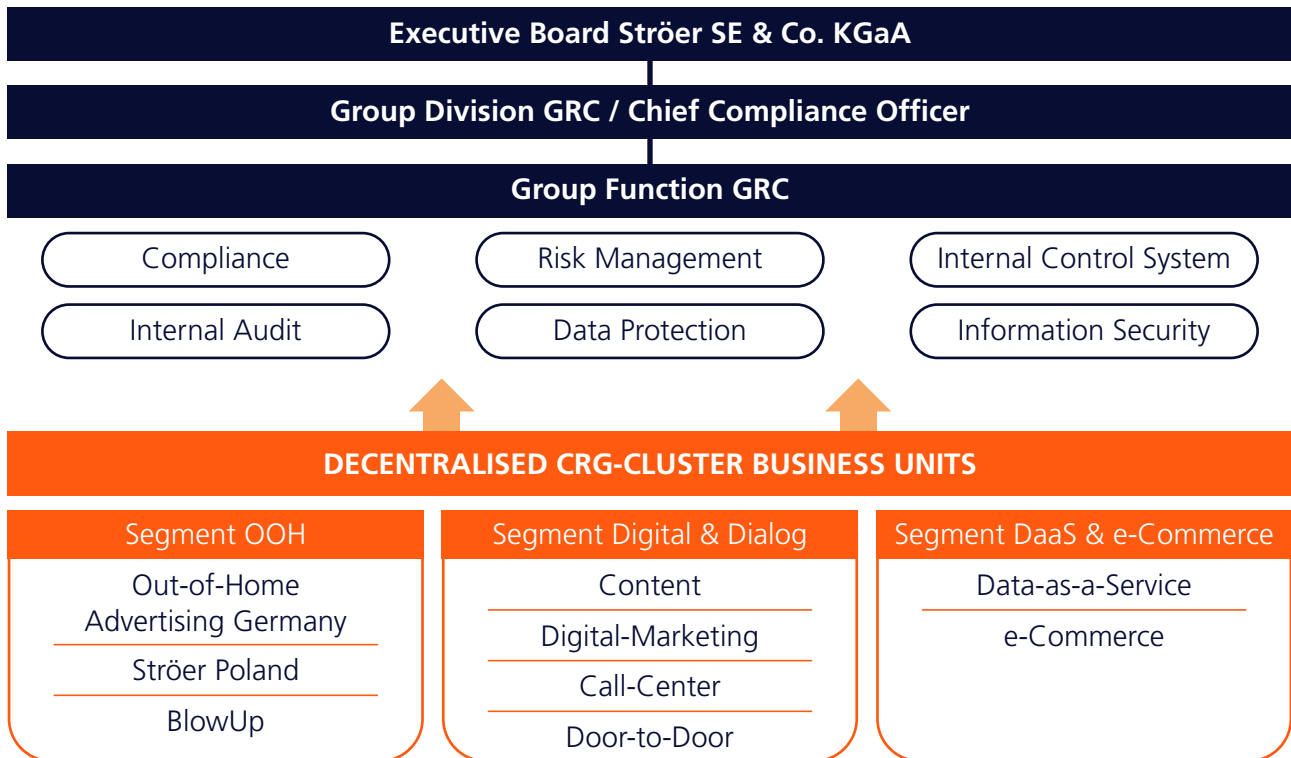 Executive Board Ströer SE & Co. KGaA
Group Division GRC / Chief Compliance Officer
Group Function GRC
Compliance
Risk Management
Internal Control System
Internal Audit
Data Protection
Information Security
DECENTRALISED CRG-CLUSTER BUSINESS UNITS
Segment OOH
Out-of-Home
Advertising Germany
Ströer Poland
BlowUp
Segment Digital & Dialog
Content
Digital-Marketing
Call-Center
Door-to-Door
Segment DaaS & e-Commerce
Data-as-a-Service
e-Commerce